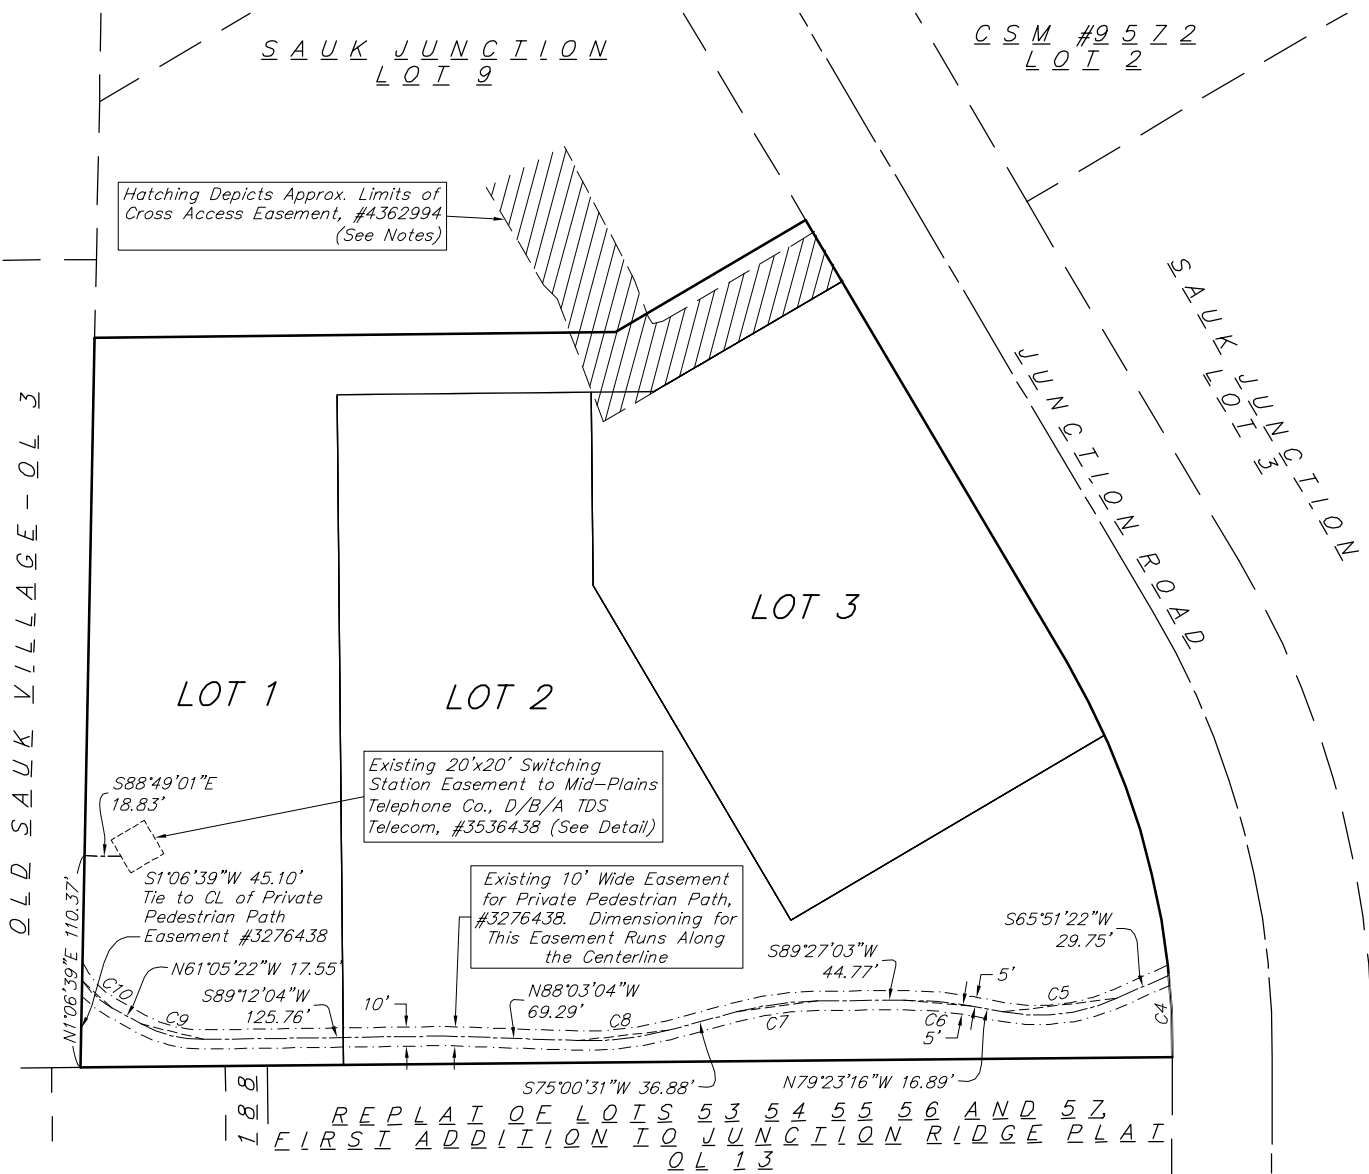 SAUK JUNCTION
LOT 9
CSM #9572
LOT 2
Hatching Depicts Approx. Limits of
Cross Access Easement, #4362994
(See Notes)
SAUK JUNCTION
LOT 3
JUNCTION ROAD
OLD SAUK VILLAGE-OL 3
LOT 3
LOT 1
LOT 2
S88°49'01"E
18.83'
Existing 20'x20' Switching
Station Easement to Mid-Plains
Telephone Co., D/B/A TDS
Telecom, #3536438 (See Detail)
N1°06'39"E 110.37'
S1°06'39"W 45.10'
Tie to CL of Private
Pedestrian Path
Easement #3276438
Existing 10' Wide Easement
for Private Pedestrian Path,
#3276438. Dimensioning for
This Easement Runs Along
the Centerline
S65°51'22"W
29.75'
S89°27'03"W
44.77'
N61°05'22"W 17.55'
C10
S89°12'04"W
125.76'
C9
10'
N88°03'04"W
69.29'
C8
C7
5'
C6
5'
C5
C4
S75°00'31"W 36.88'
N79°23'16"W 16.89'
188
REPLAT OF LOTS 53 54 55 56 AND 57,
FIRST ADDITION TO JUNCTION RIDGE PLAT
OL 13